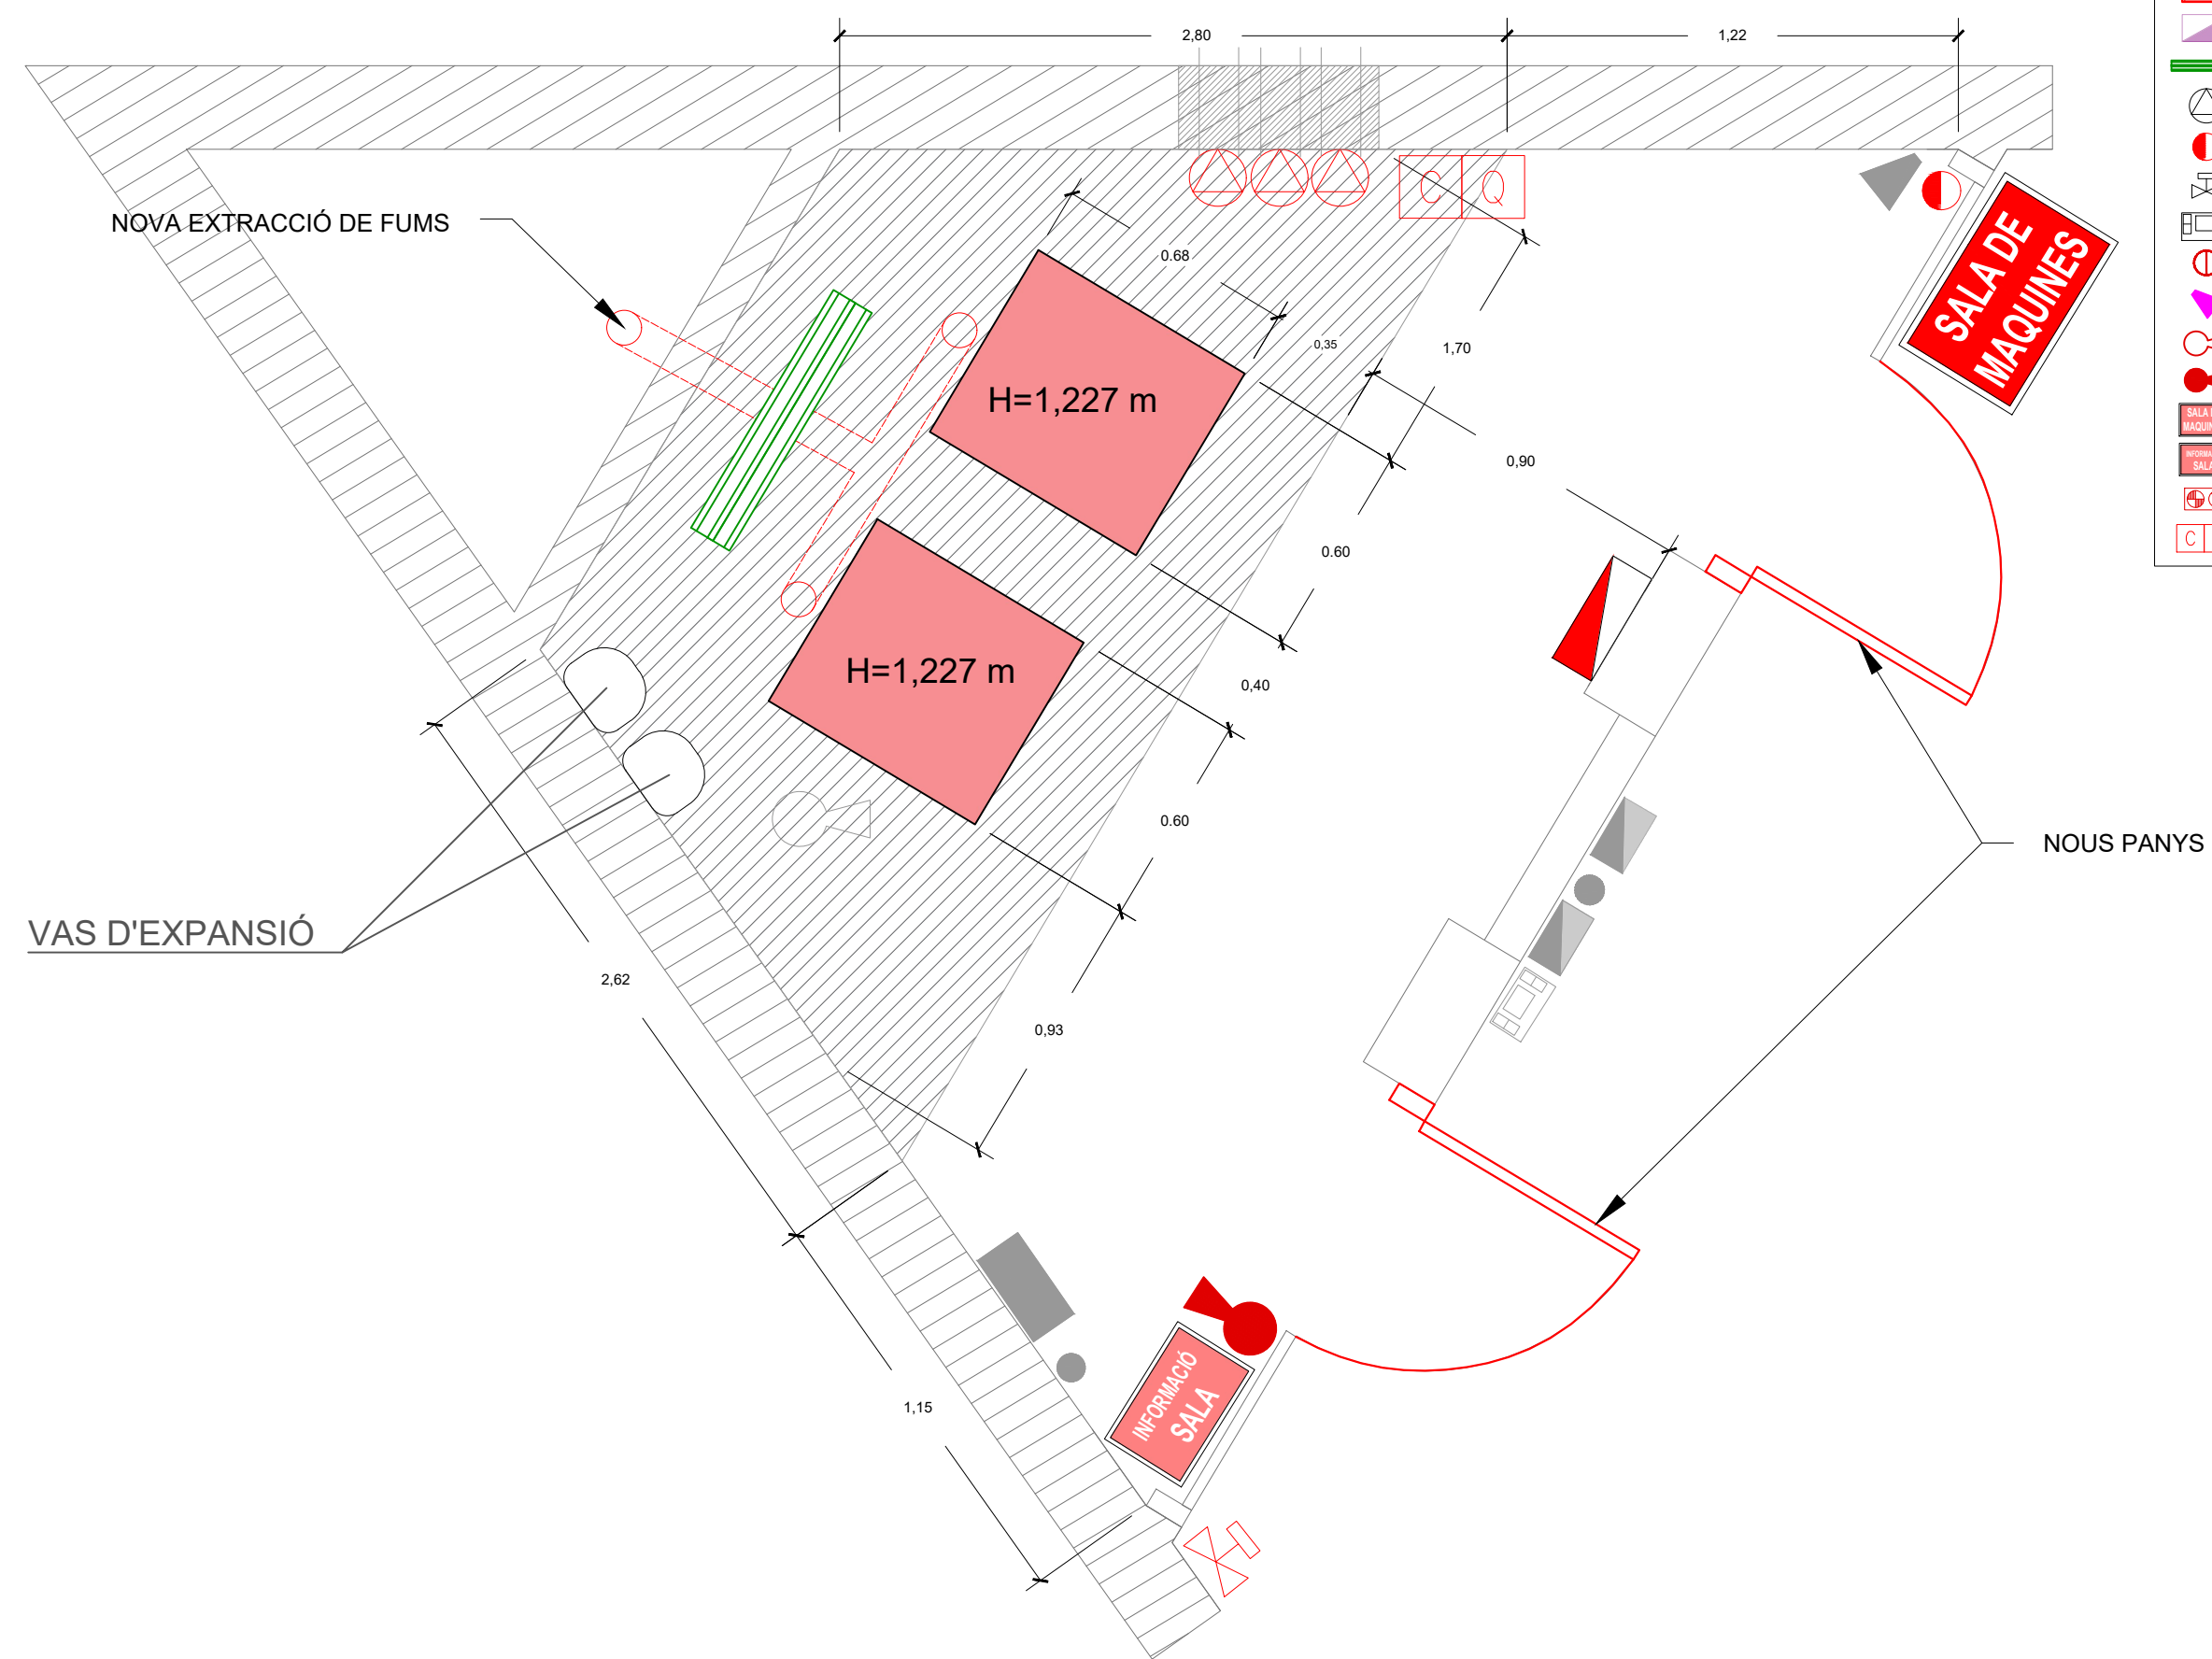 2,80
1,22
NOVA EXTRACCIÓ DE FUMS
C Q
SALA DE
MAQUINES
0.68
0,35
1,70
H=1,227 m
0,90
0.60
H=1,227 m
0,40
0.60
NOUS PANYS
VAS D'EXPANSIÓ
2,62
0,93
1,15
INFORMACIÓ
SALA
C